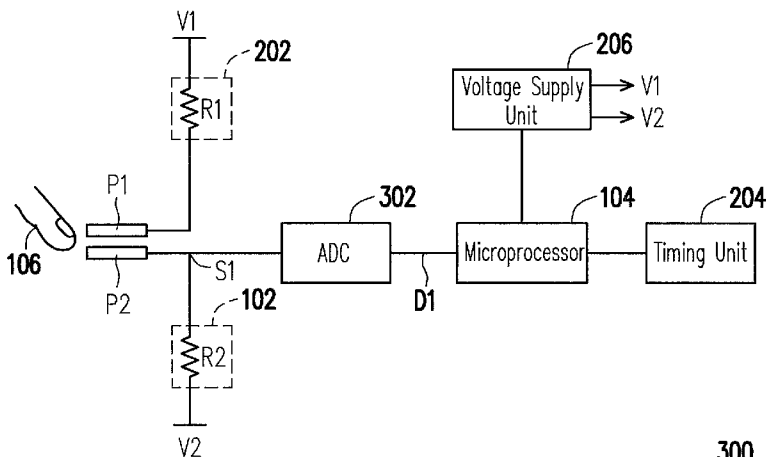 V1
202
R1
206
Voltage Supply
Unit
V1
V2
P1
106
P2
S1
302
ADC
D1
104
Microprocessor
204
Timing Unit
102
R2
V2
300